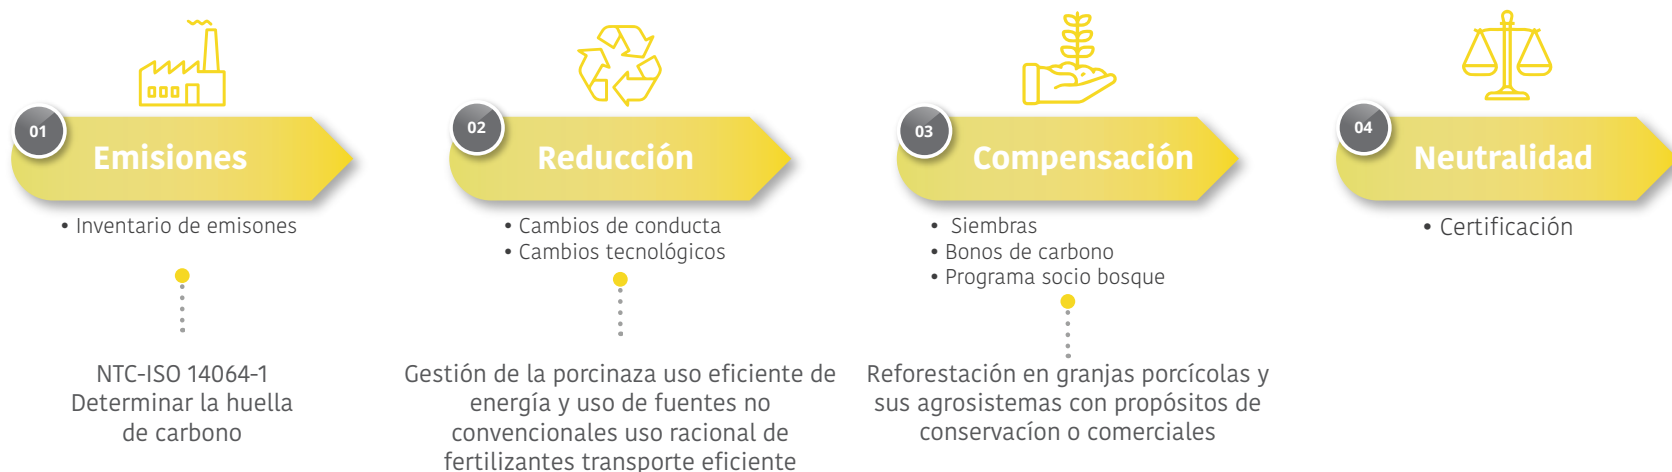 01
Emisiones
• Inventario de emisones
NTC-ISO 14064-1
Determinar la huella
de carbono
02
Reducción
• Cambios de conducta
• Cambios tecnológicos
Gestión de la porcinaza uso eficiente de
energía y uso de fuentes no
convencionales uso racional de
fertilizantes transporte eficiente
03
Compensación
• Siembras
• Bonos de carbono
• Programa socio bosque
Reforestación en granjas porcícolas y
sus agrosistemas con propósitos de
conservacíon o comerciales
04
Neutralidad
• Certificación